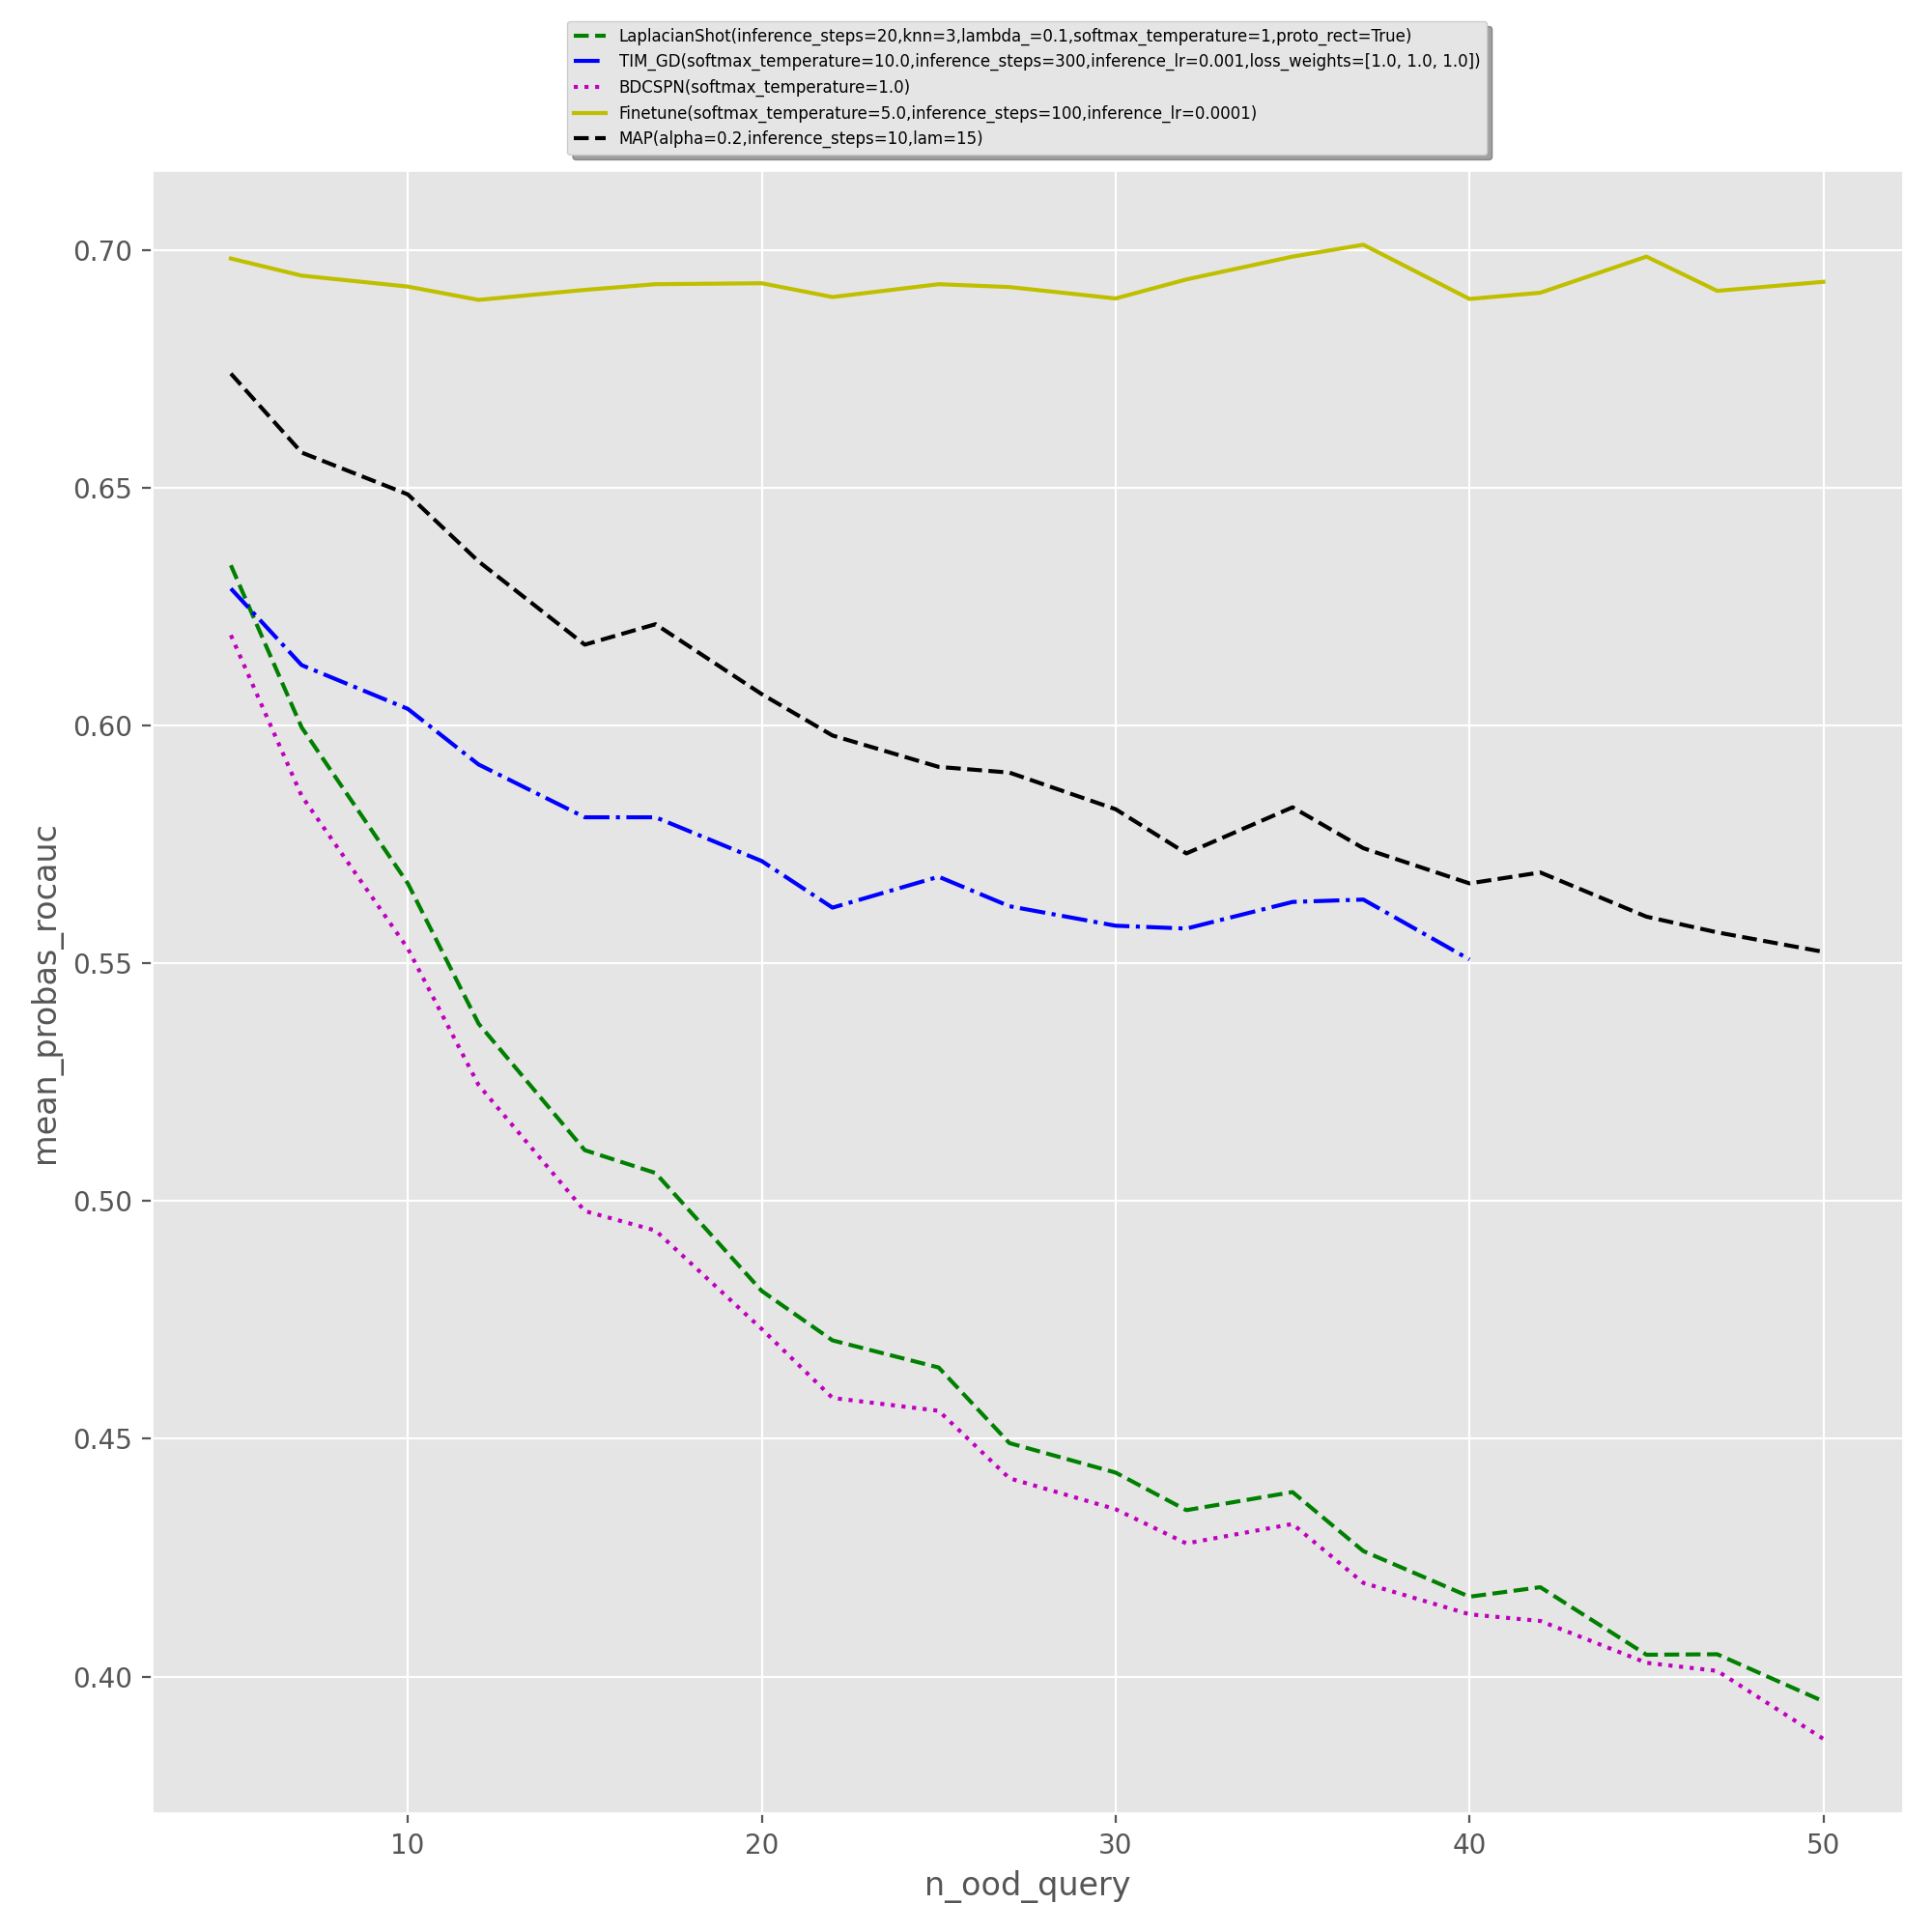 LaplacianShot(inference_steps=20,knn=3,lambda_=0.1,softmax_temperature=1,proto_rect=True)
TIM_GD(softmax_temperature=10.0,inference_steps=300,inference_lr=0.001,loss_weights=[1.0, 1.0, 1.0])
BDCSPN(softmax_temperature=1.0)
Finetune(softmax_temperature=5.0,inference_steps=100,inference_lr=0.0001)
MAP(alpha=0.2,inference_steps=10,lam=15)
0.70
0.65
0.60
0.55
0.50
0.45
0.40
mean_probas_rocauc
10 20 30 40 50
n_ood_query